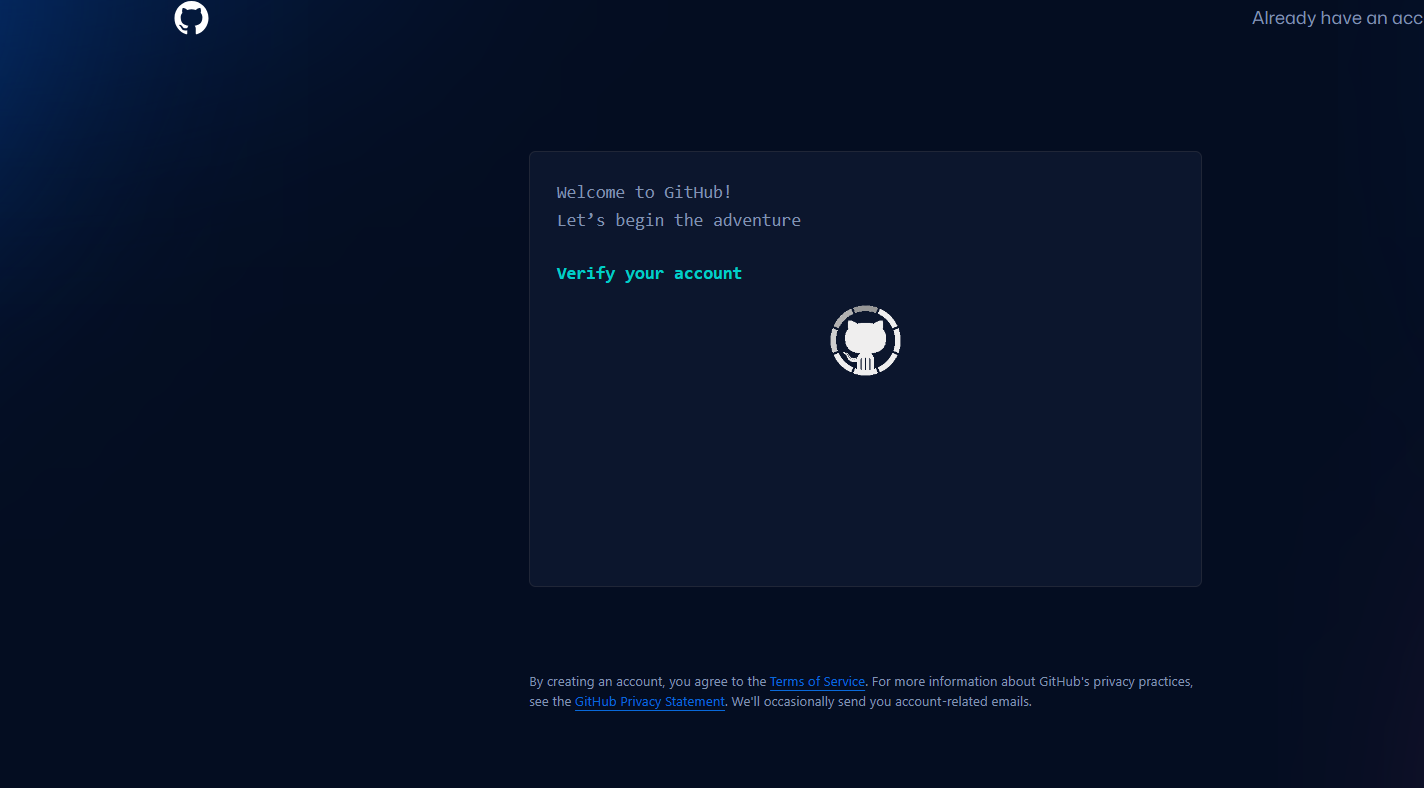 Already have an acc
Welcome to GitHub!
Let’s begin the adventure
Verify your account
By creating an account, you agree to the Terms of Service. For more information about GitHub's privacy practices,
see the GitHub Privacy Statement. We'll occasionally send you account-related emails.